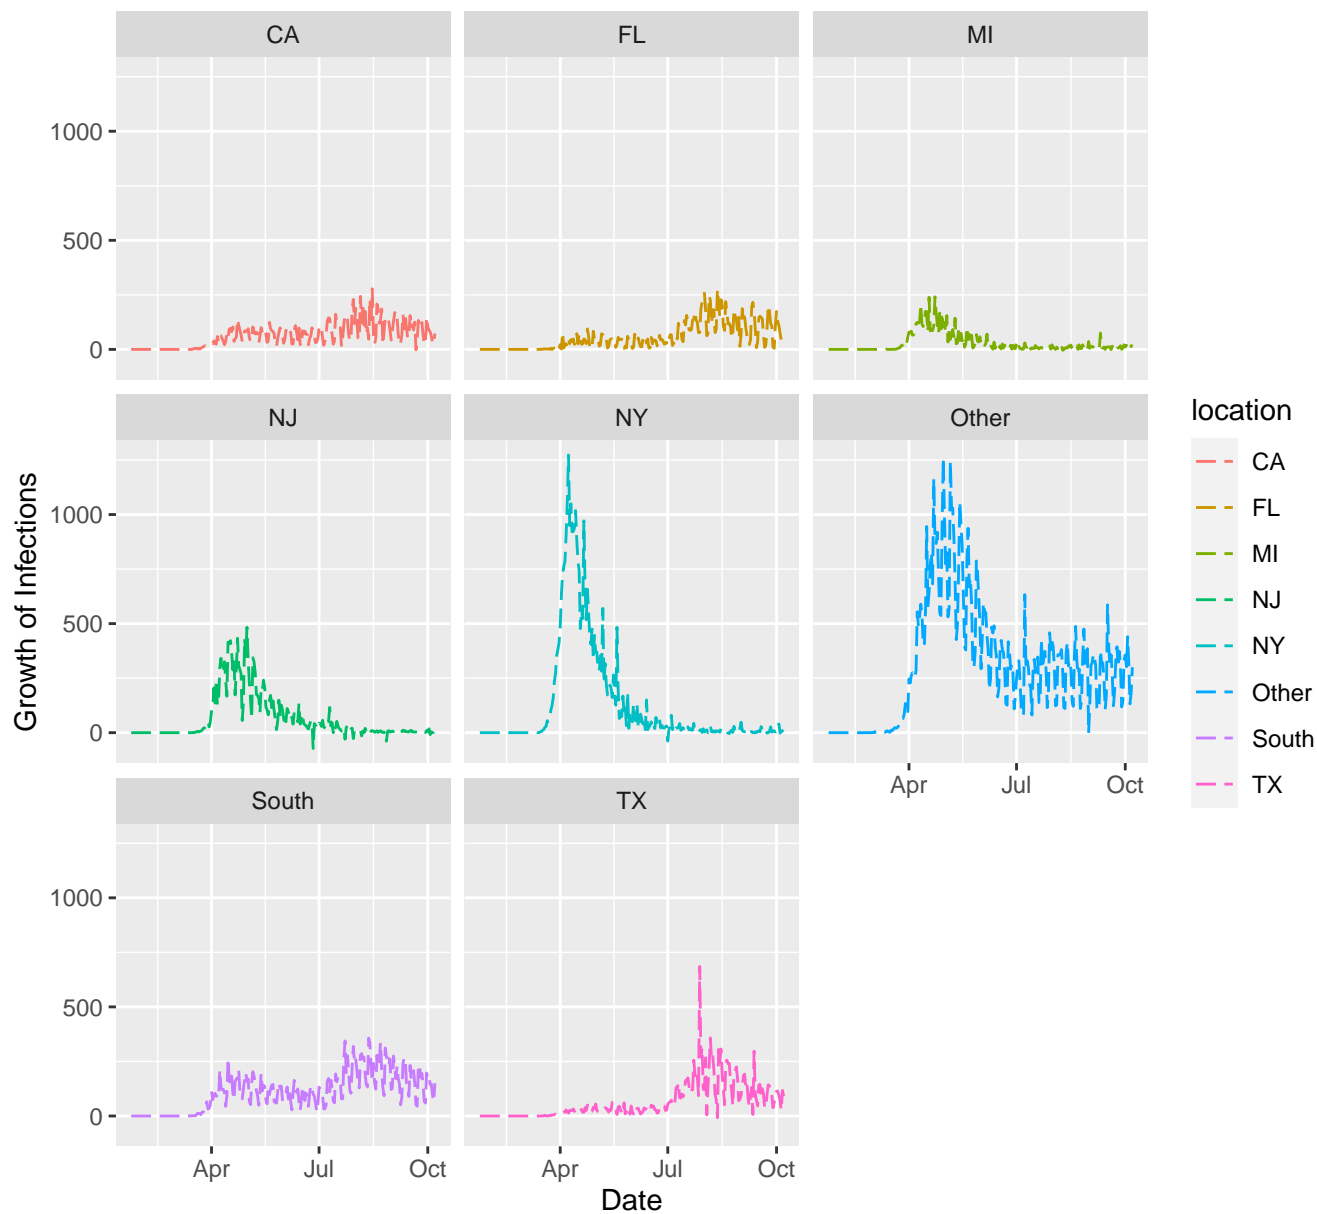 CA
FL
MI
1000
500
0
NJ
NY
Other
1000
500
0
Apr
Jul
Oct
South
TX
1000
500
0
Apr
Jul
Oct
Apr
Jul
Oct
Date
Growth of Infections
location
CA
FL
MI
NJ
NY
Other
South
TX